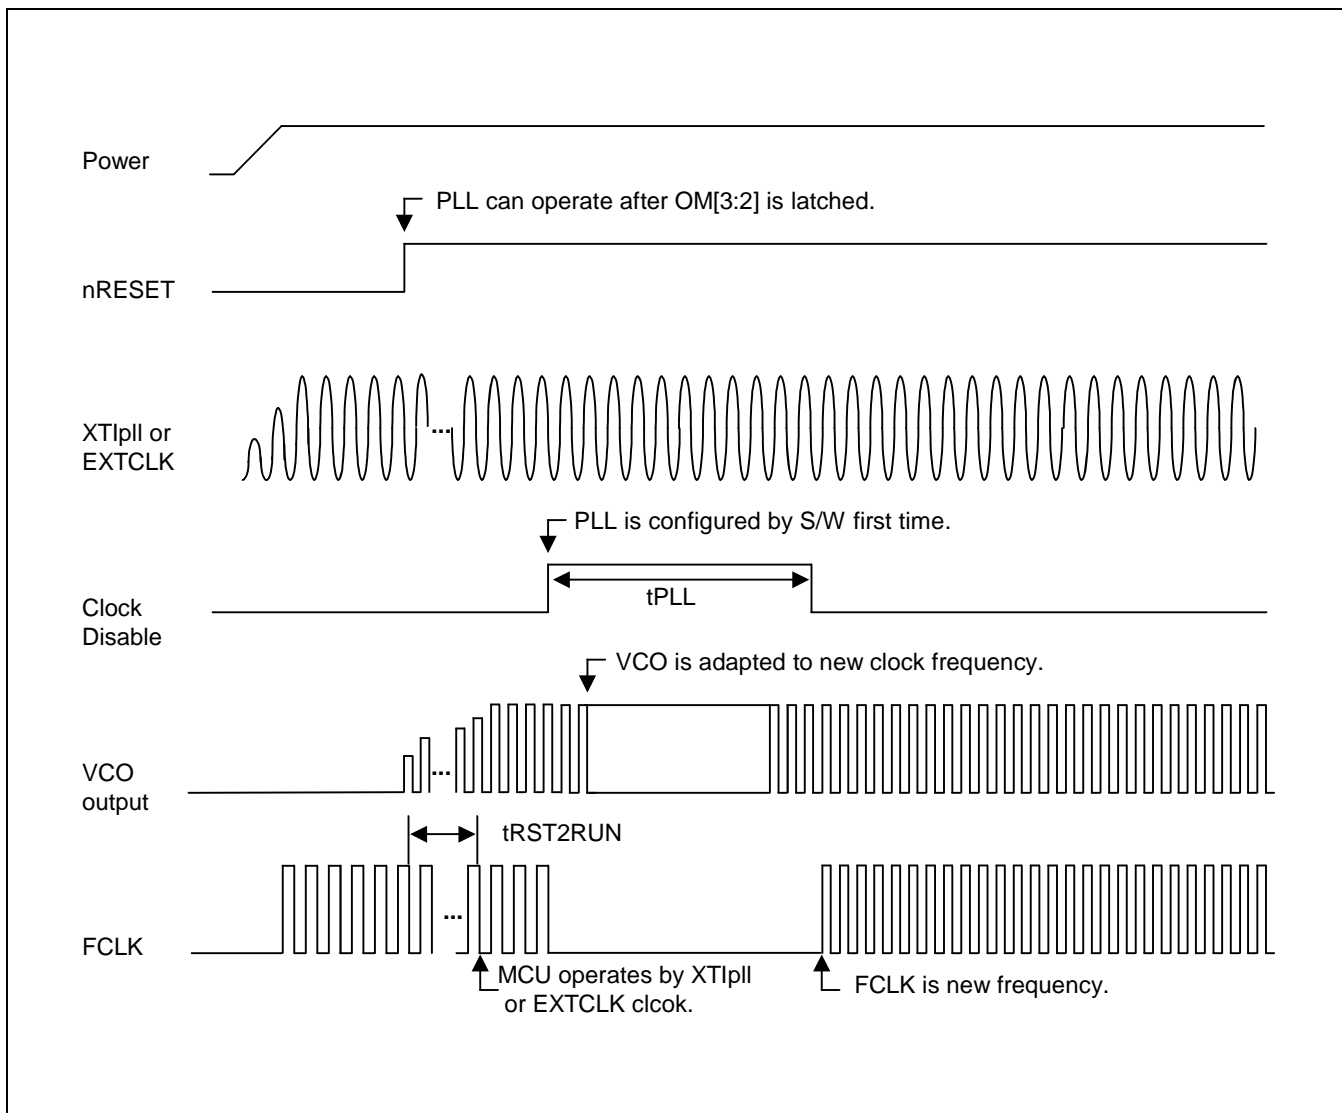 Power
PLL can operate after OM[3:2] is latched.
nRESET
XTIpll or
EXTCLK
...
PLL is configured by S/W first time.
tPLL
Clock
Disable
VCO is adapted to new clock frequency.
VCO
output
...
tRST2RUN
...
FCLK
MCU operates by XTIpll
or EXTCLK clcok.
FCLK is new frequency.